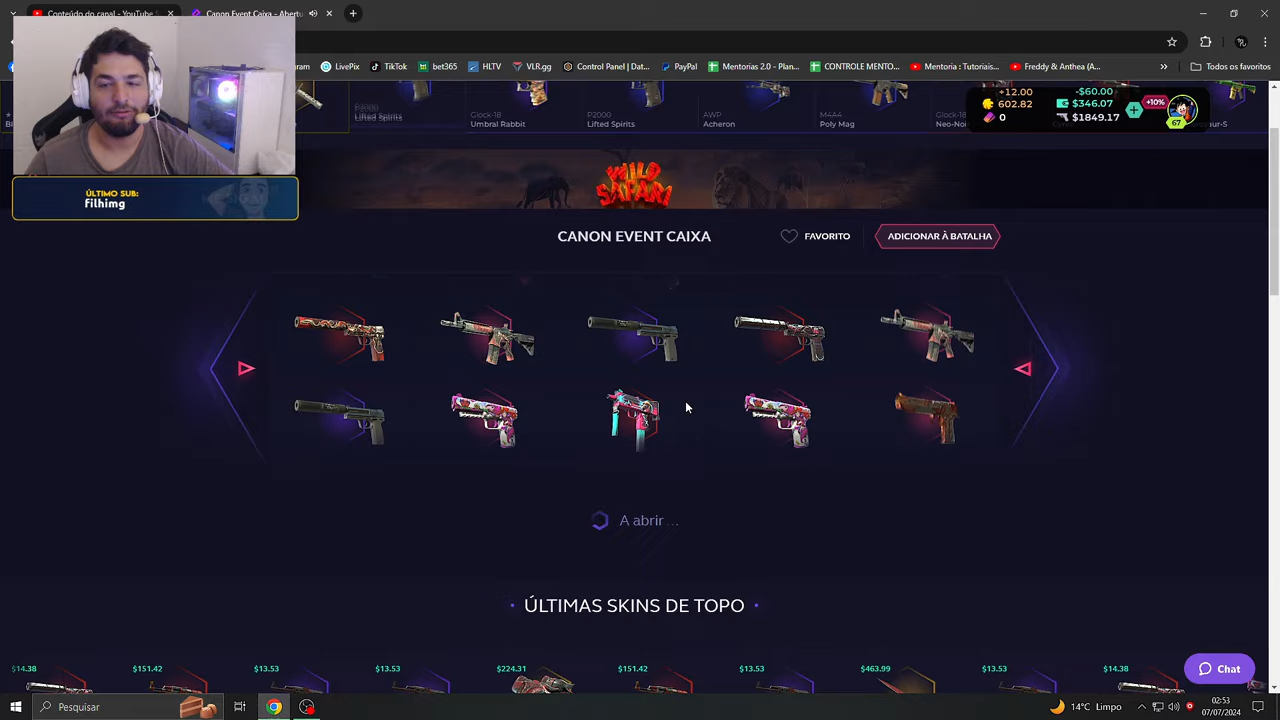 Conteúdo do canal - YouTube
Canon Event Caixa - Abertu
LivePix
TikTok
bet365
HLTV
VLR.gg
Control Panel | Dat...
PayPal
Mentorias 2.0 - Plan...
CONTROLE MENTO...
Mentoria : Tutoriais...
Freddy & Anthea (A...
Todos os favoritos
+12.00
602.82
0
-$60.00
$346.07
$1849.17
+10%
67
P2000
Lifted Spirits
Glock-18
Umbral Rabbit
P2000
Lifted Spirits
AWP
Acheron
M4A4
Poly Mag
Glock-18
WILD
SAFARI
ÚLTIMO SUB:
filhimg
CANON EVENT CAIXA
FAVORITO
ADICIONAR À BATALHA
A abrir...
ÚLTIMAS SKINS DE TOPO
$14.38
$151.42
$13.53
$13.53
$224.31
$151.42
$13.53
$463.99
$13.53
$14.38
Chat
Pesquisar
14°C Limpo
02:53
07/07/2024